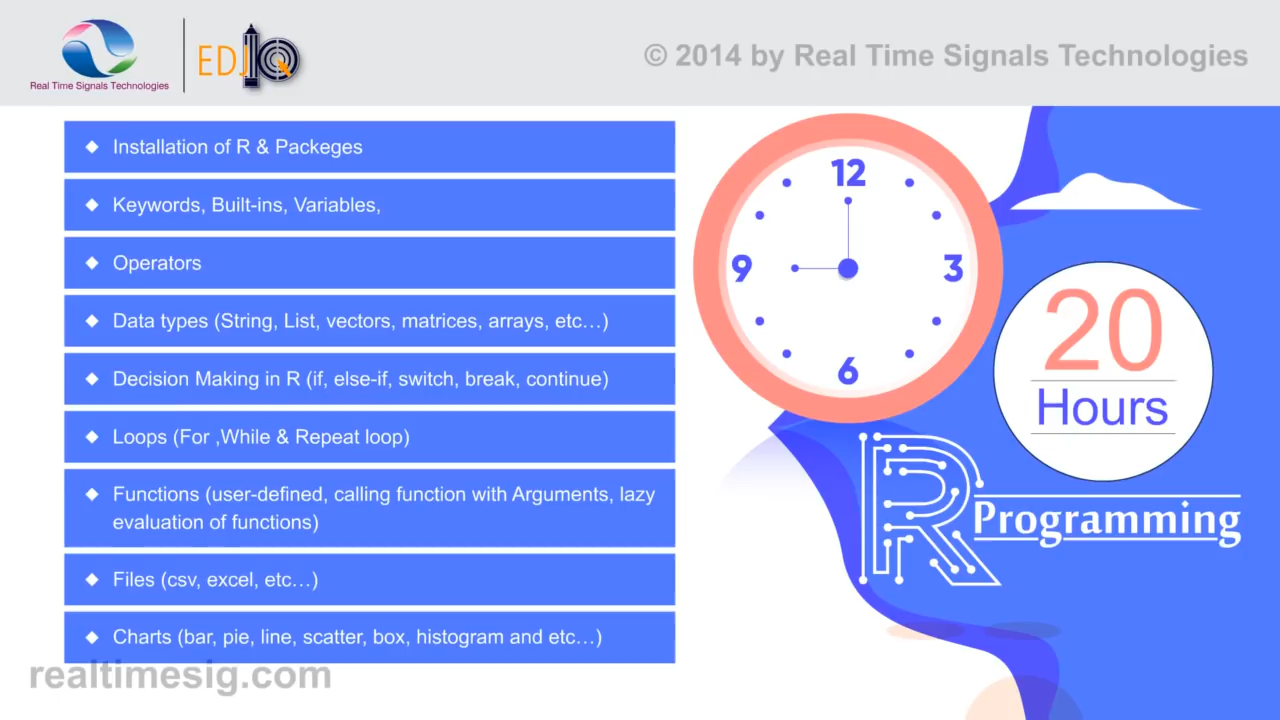 Real Time Signals Technologies
EDJIQ
© 2014 by Real Time Signals Technologies
Installation of R & Packeges
Keywords, Built-ins, Variables,
Operators
Data types (String, List, vectors, matrices, arrays, etc…)
Decision Making in R (if, else-if, switch, break, continue)
Loops (For ,While & Repeat loop)
Functions (user-defined, calling function with Arguments, lazy
evaluation of functions)
Files (csv, excel, etc…)
Charts (bar, pie, line, scatter, box, histogram and etc…)
realtimesig.com
12
9
3
6
20
Hours
R Programming